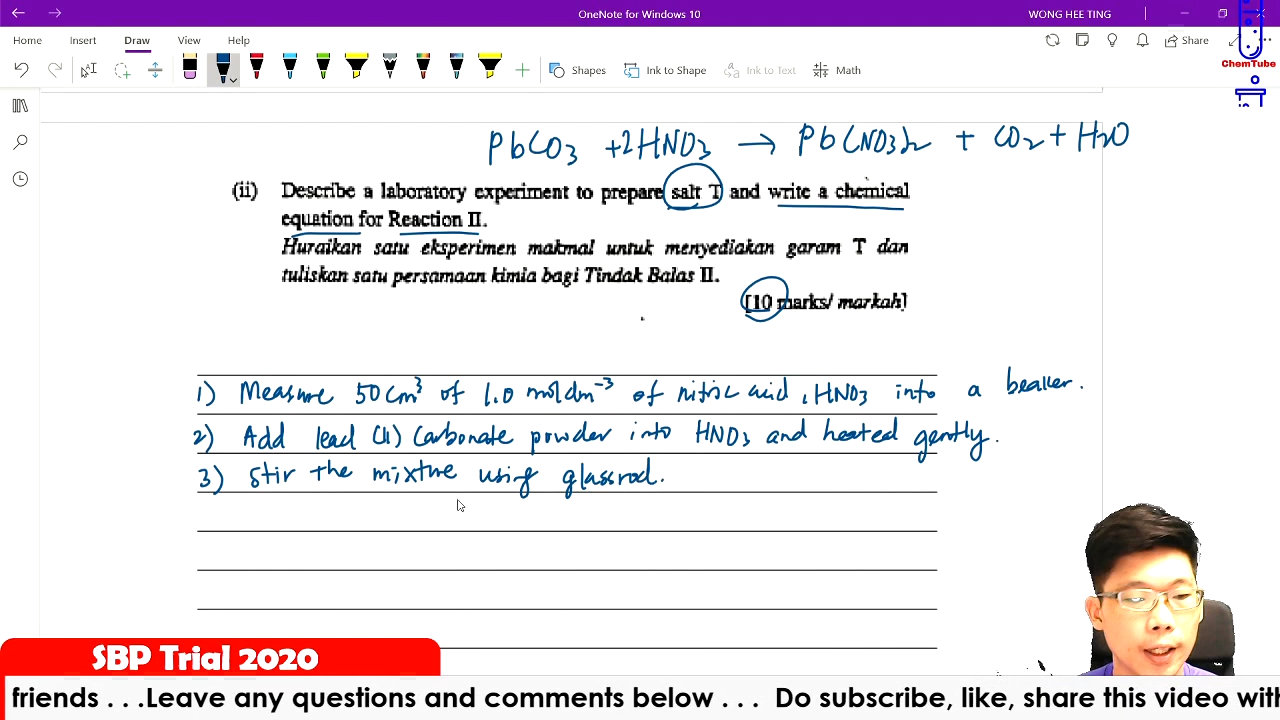 OneNote for Windows 10
WONG HEE TING
Home Insert Draw View Help
Share
Shapes Ink to Shape Ink to Text Math
ChemTube
PbCO3 +2HNO3 → Pb(NO3)2 + CO2 + H2O
(ii) Describe a laboratory experiment to prepare salt T and write a chemical
equation for Reaction II.
Huraikan satu eksperimen makmal untuk menyediakan garam T dan
tuliskan satu persamaan kimia bagi Tindak Balas II.
[10 marks/ markah]
1) Measure 50cm³ of 1.0 moldm⁻³ of nitric acid, HNO3 into a beaker.
2) Add lead (II) Carbonate powder into HNO3 and heated gently.
3) Stir the mixture using glassrod.
SBP Trial 2020
friends . . .Leave any questions and comments below . . . Do subscribe, like, share this video wit